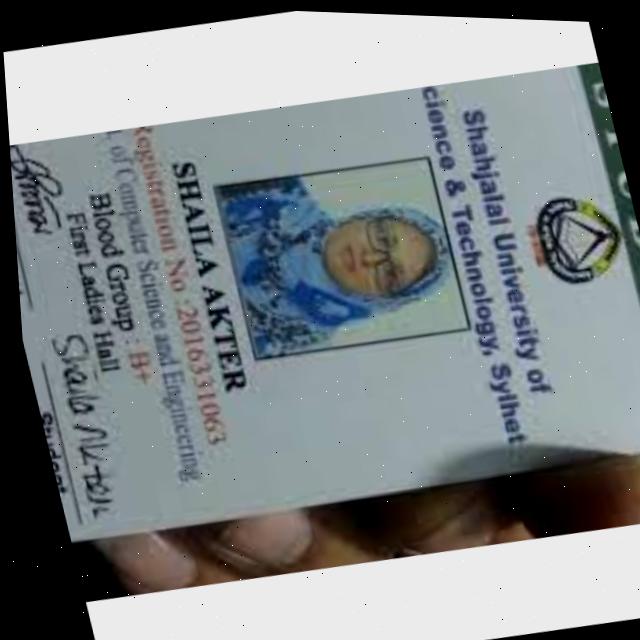 Shahjalal University of
Science & Technology, Sylhet
SHAILA AKTER
Registration No :2016331063
of Computer Science and Engineering
Blood Group : B+
First Ladies Hall
Shaila Akter
Student